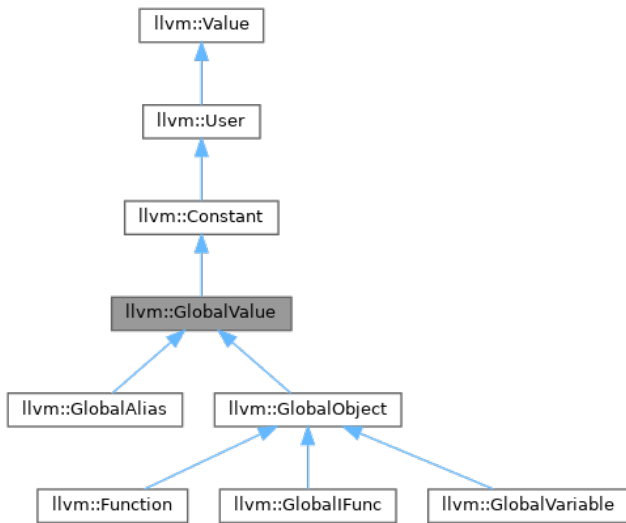 llvm::Value
llvm::User
llvm::Constant
llvm::GlobalValue
llvm::GlobalAlias
llvm::GlobalObject
llvm::Function
llvm::GlobalIFunc
llvm::GlobalVariable